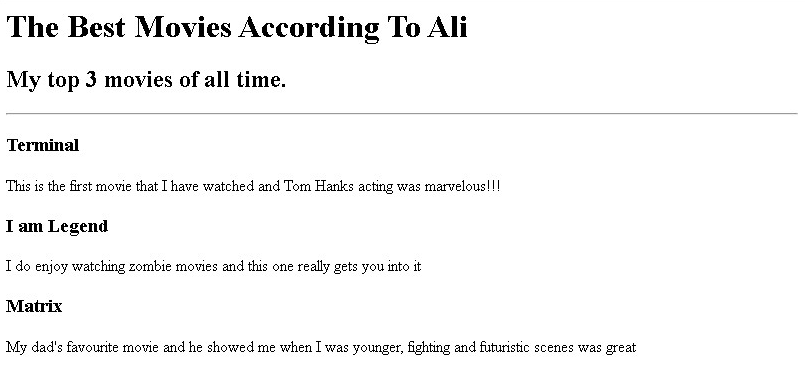 The Best Movies According To Ali
My top 3 movies of all time.
Terminal
This is the first movie that I have watched and Tom Hanks acting was marvelous!!!
I am Legend
I do enjoy watching zombie movies and this one really gets you into it
Matrix
My dad's favourite movie and he showed me when I was younger, fighting and futuristic scenes was great